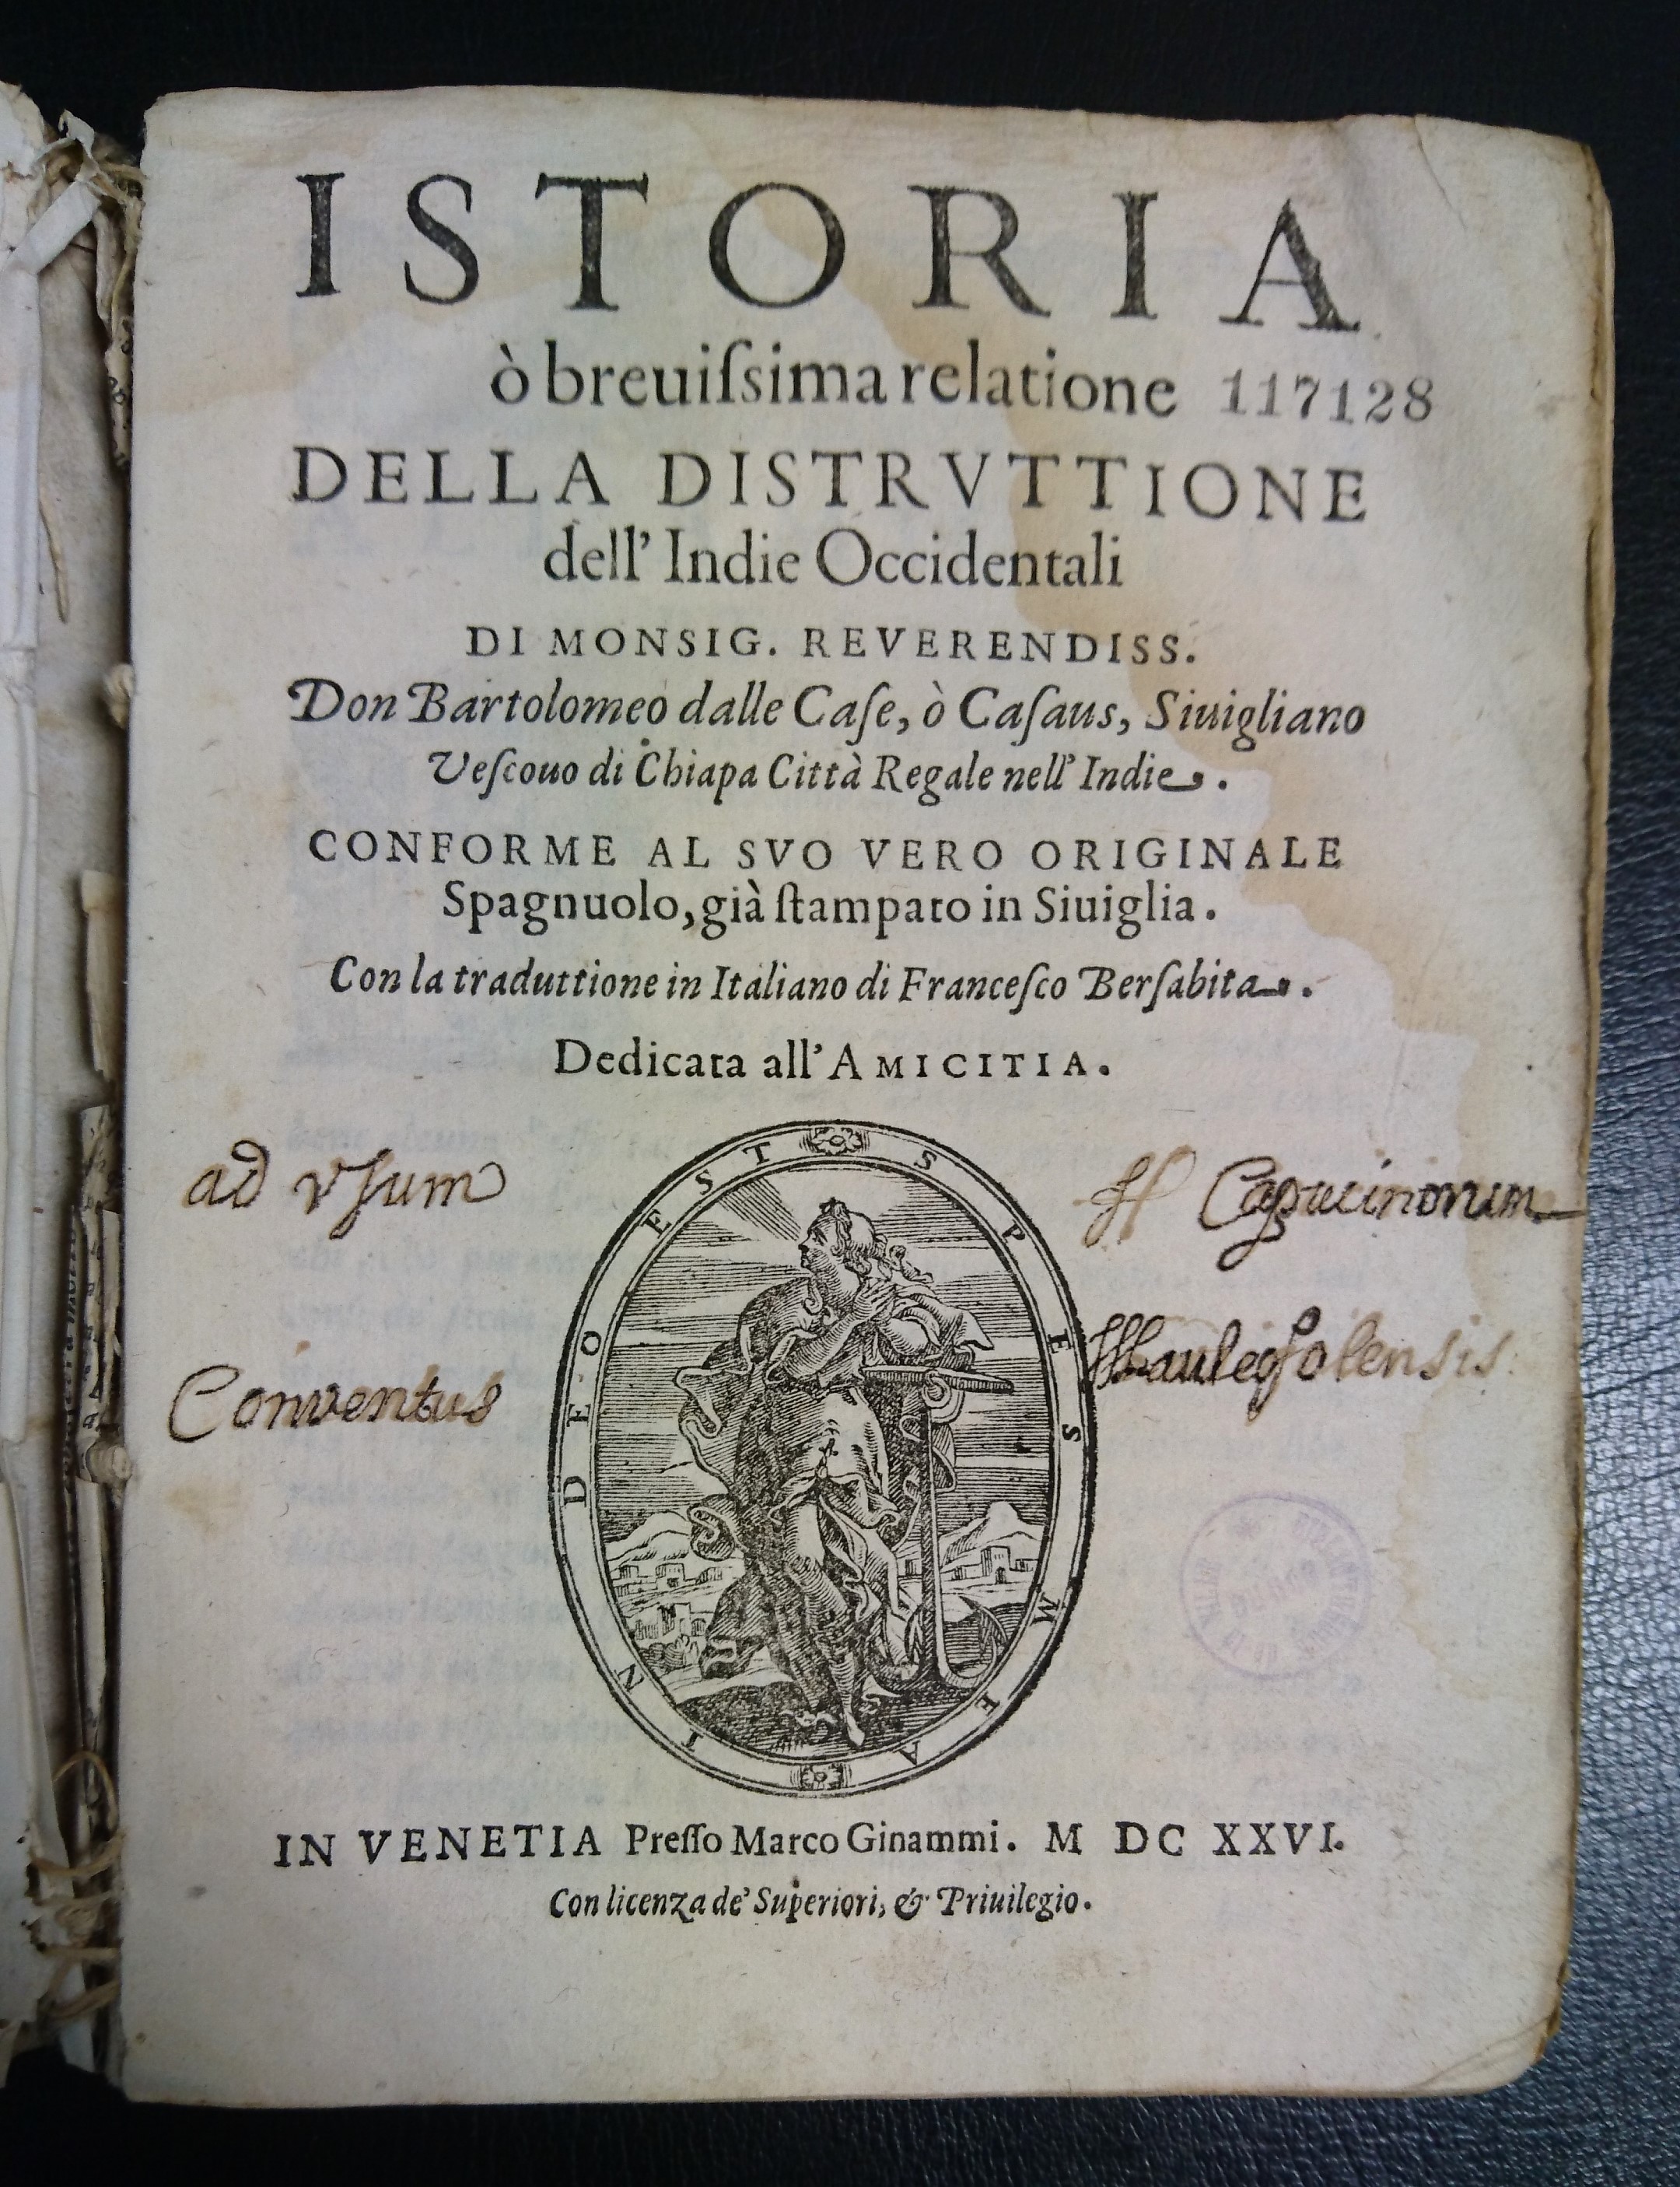 ISTORIA
ò breuiſsima relatione 117128
DELLA DISTRVTTIONE
dell' Indie Occidentali
DI MONSIG. REVERENDISS.
Don Bartolomeo dalle Caſe, ò Caſaus, Siuigliano
Veſcouo di Chiapa Città Regale nell' Indie.
CONFORME AL SVO VERO ORIGINALE
Spagnuolo, già ſtampato in Siuiglia.
Con la traduttione in Italiano di Franceſco Berſabita.
Dedicata all' AMICITIA.
ad vſum Capucinorum
Conventus
SPES MEA IN DEO EST
IN VENETIA Preſſo Marco Ginammi. M DC XXVI.
Con licenza de' Superiori, & Priuilegio.